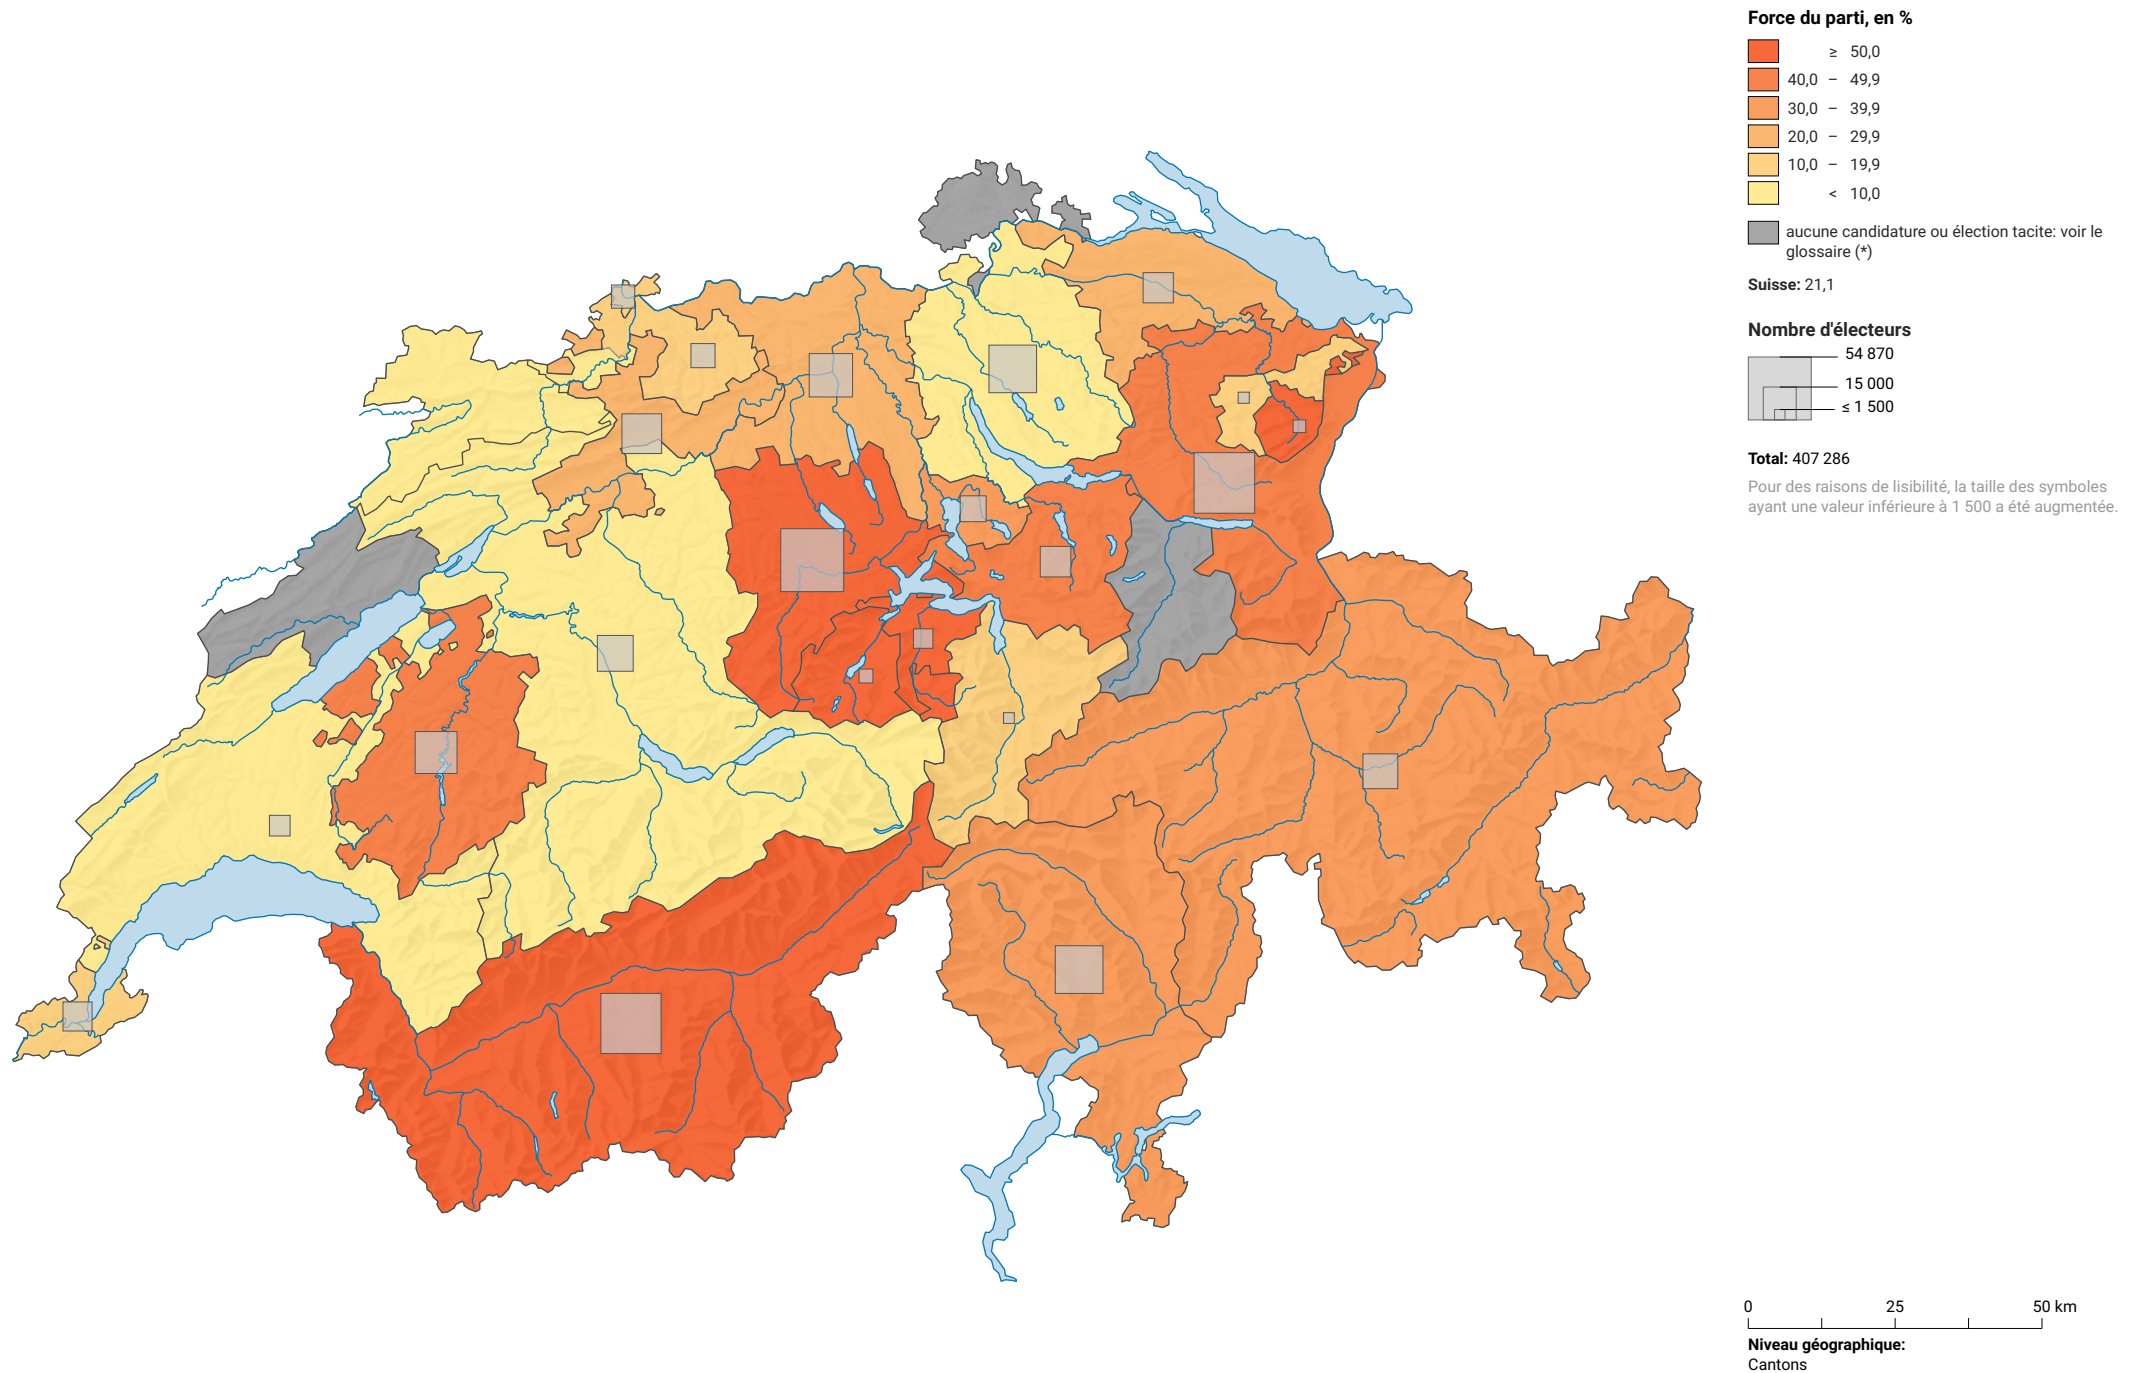 Force du parti, en %
≥ 50,0
40,0 – 49,9
30,0 – 39,9
20,0 – 29,9
10,0 – 19,9
< 10,0
aucune candidature ou élection tacite: voir le
glossaire (*)
Suisse: 21,1
Nombre d'électeurs
54 870
15 000
≤ 1 500
Total: 407 286
Pour des raisons de lisibilité, la taille des symboles
ayant une valeur inférieure à 1 500 a été augmentée.
0 25 50 km
Niveau géographique:
Cantons